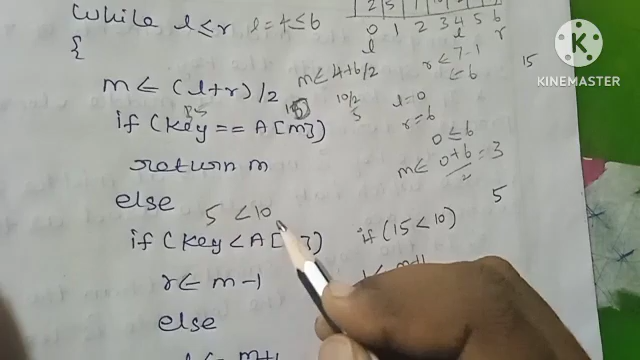 While l ≤ r l = 4 ≤ 6
0 1 2 3 4 5 6
l l r
{
m ← (l+r)/2 m ← 4+6/2 r ← 7-1
← 6 15
10/2 l = 0
5 r = 6
if (Key == A[m])
0 ≤ 6
return m m ← 0+6/2 = 3
else 5 < 10 5
if (Key < A[ ]) if (15 < 10)
r ← m-1
else
KINEMASTER